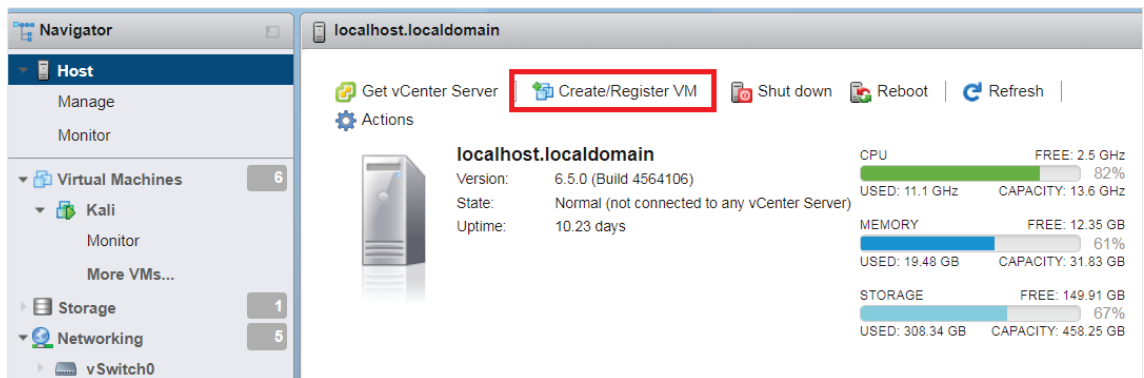 Navigator
Host
Manage
Monitor
Virtual Machines 6
Kali
Monitor
More VMs...
Storage 1
Networking 5
vSwitch0
localhost.localdomain
Get vCenter Server Create/Register VM Shut down Reboot Refresh
Actions
localhost.localdomain
Version: 6.5.0 (Build 4564106)
State: Normal (not connected to any vCenter Server)
Uptime: 10.23 days
CPU FREE: 2.5 GHz
82%
USED: 11.1 GHz CAPACITY: 13.6 GHz
MEMORY FREE: 12.35 GB
61%
USED: 19.48 GB CAPACITY: 31.83 GB
STORAGE FREE: 149.91 GB
67%
USED: 308.34 GB CAPACITY: 458.25 GB